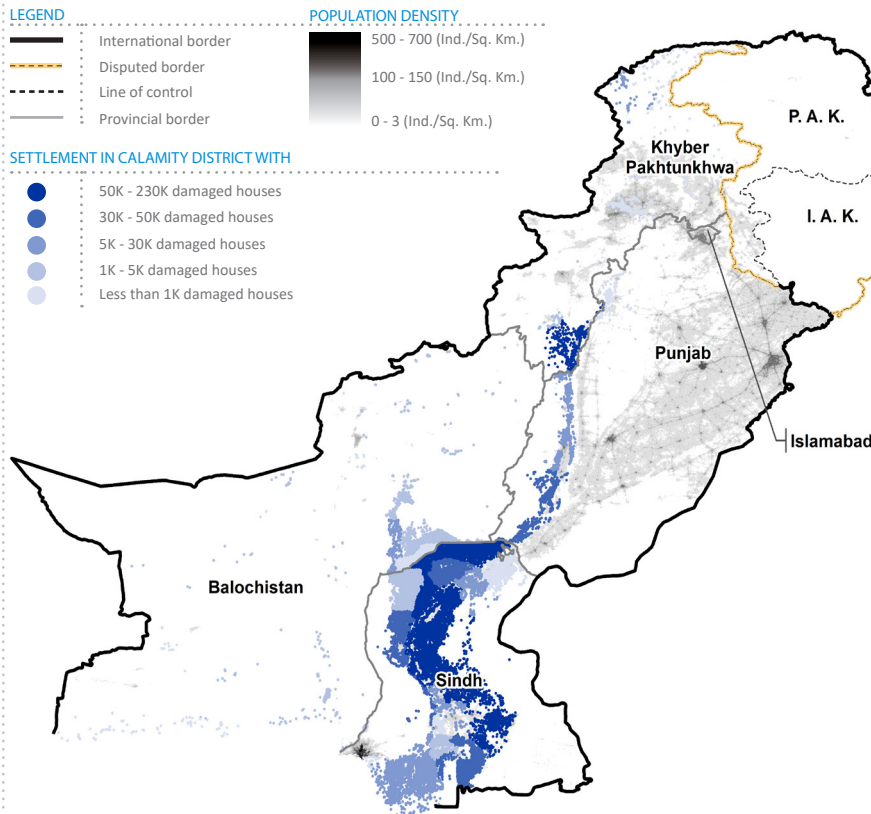 LEGEND
International border
Disputed border
Line of control
Provincial border
POPULATION DENSITY
500 - 700 (Ind./Sq. Km.)
100 - 150 (Ind./Sq. Km.)
0 - 3 (Ind./Sq. Km.)
SETTLEMENT IN CALAMITY DISTRICT WITH
50K - 230K damaged houses
30K - 50K damaged houses
5K - 30K damaged houses
1K - 5K damaged houses
Less than 1K damaged houses
P. A. K.
Khyber
Pakhtunkhwa
I. A. K.
Punjab
Islamabad
Balochistan
Sindh